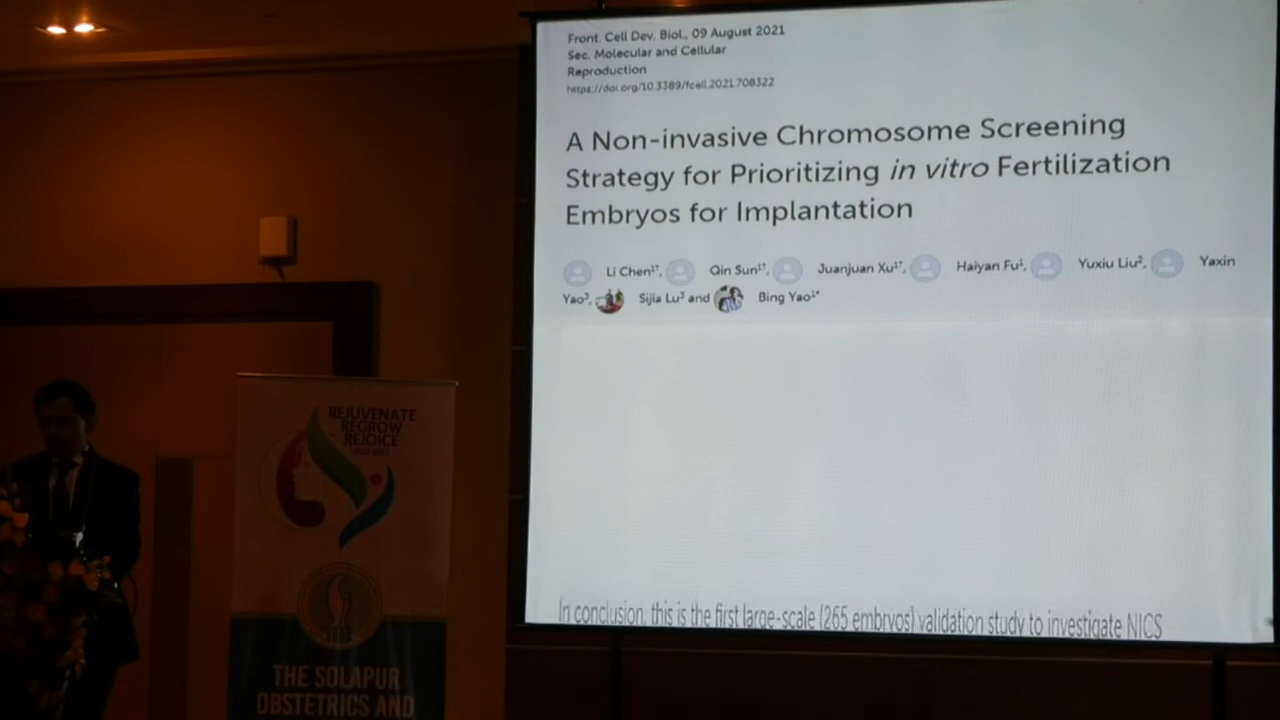 Front. Cell Dev. Biol., 09 August 2021
Sec. Molecular and Cellular
Reproduction
https://doi.org/10.3389/fcell.2021.708322
A Non-invasive Chromosome Screening
Strategy for Prioritizing in vitro Fertilization
Embryos for Implantation
Li Chen¹†, Qin Sun¹†, Juanjuan Xu¹†, Haiyan Fu¹, Yuxiu Liu², Yaxin
Yao³, Sijia Lu³ and Bing Yao¹*
In conclusion, this is the first large-scale (265 embryos) validation study to investigate NICS
REJUVENATE
REGROW
REJOICE
THE SOLAPUR
OBSTETRICS AND